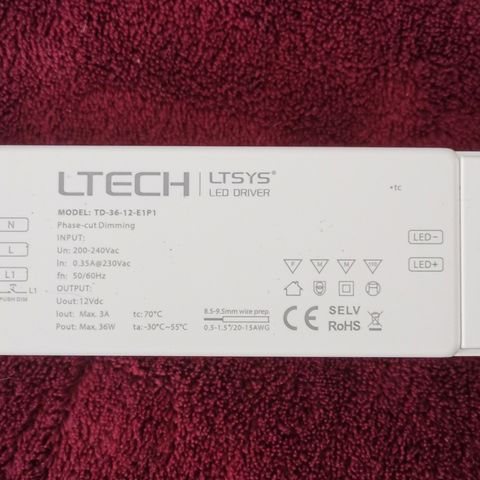 LTECH LTSYS®
LED DRIVER
•tc
MODEL: TD-36-12-E1P1
Phase-cut Dimming
INPUT:
Un: 200-240Vac
In: 0.35A@230Vac
fn: 50/60Hz
OUTPUT:
Uout:12Vdc
Iout: Max. 3A tc:70°C
Pout: Max. 36W ta:-30°C~55°C
N
L
L1
L1
PUSH DIM
LED-
LED+
F M M 110
8.5-9.5mm wire prep.
0.5-1.5²/20-15AWG
CE SELV
RoHS